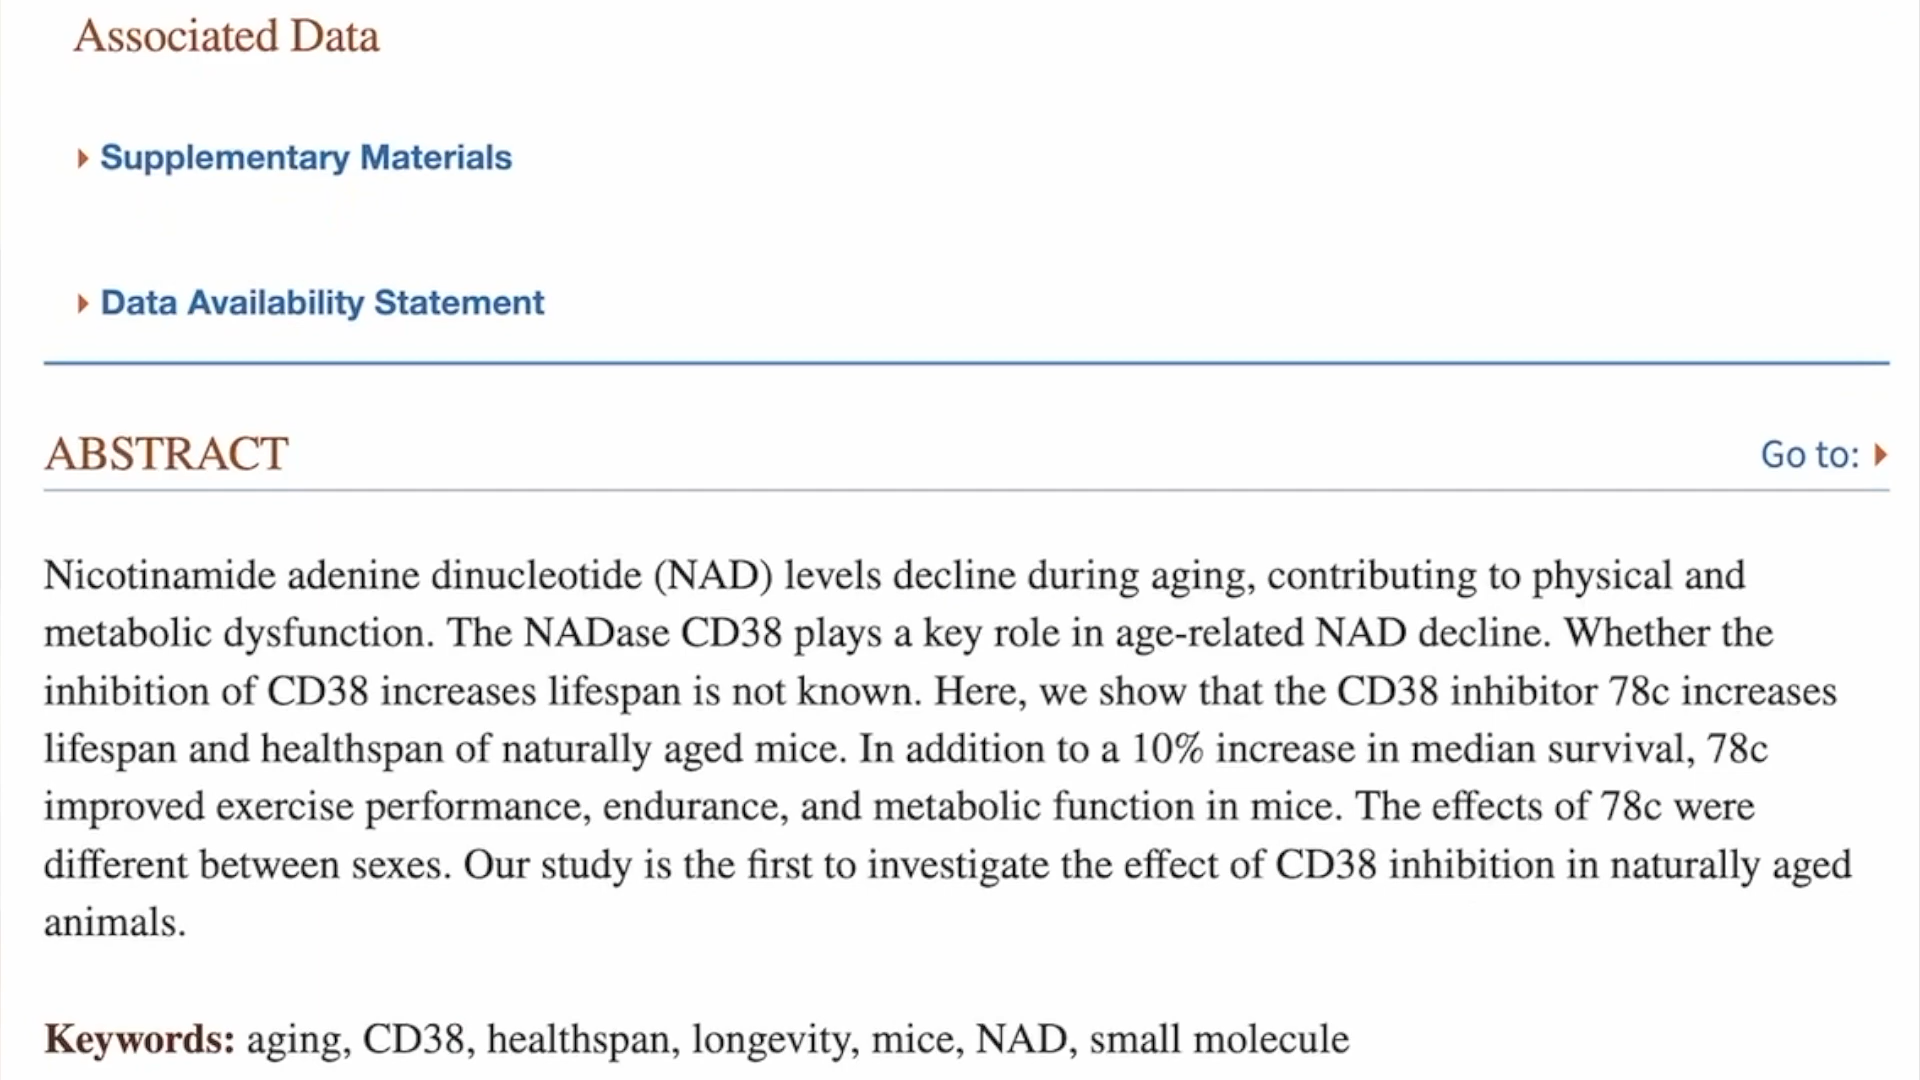 Associated Data
Supplementary Materials
Data Availability Statement
ABSTRACT
Go to:
Nicotinamide adenine dinucleotide (NAD) levels decline during aging, contributing to physical and
metabolic dysfunction. The NADase CD38 plays a key role in age-related NAD decline. Whether the
inhibition of CD38 increases lifespan is not known. Here, we show that the CD38 inhibitor 78c increases
lifespan and healthspan of naturally aged mice. In addition to a 10% increase in median survival, 78c
improved exercise performance, endurance, and metabolic function in mice. The effects of 78c were
different between sexes. Our study is the first to investigate the effect of CD38 inhibition in naturally aged
animals.
Keywords: aging, CD38, healthspan, longevity, mice, NAD, small molecule